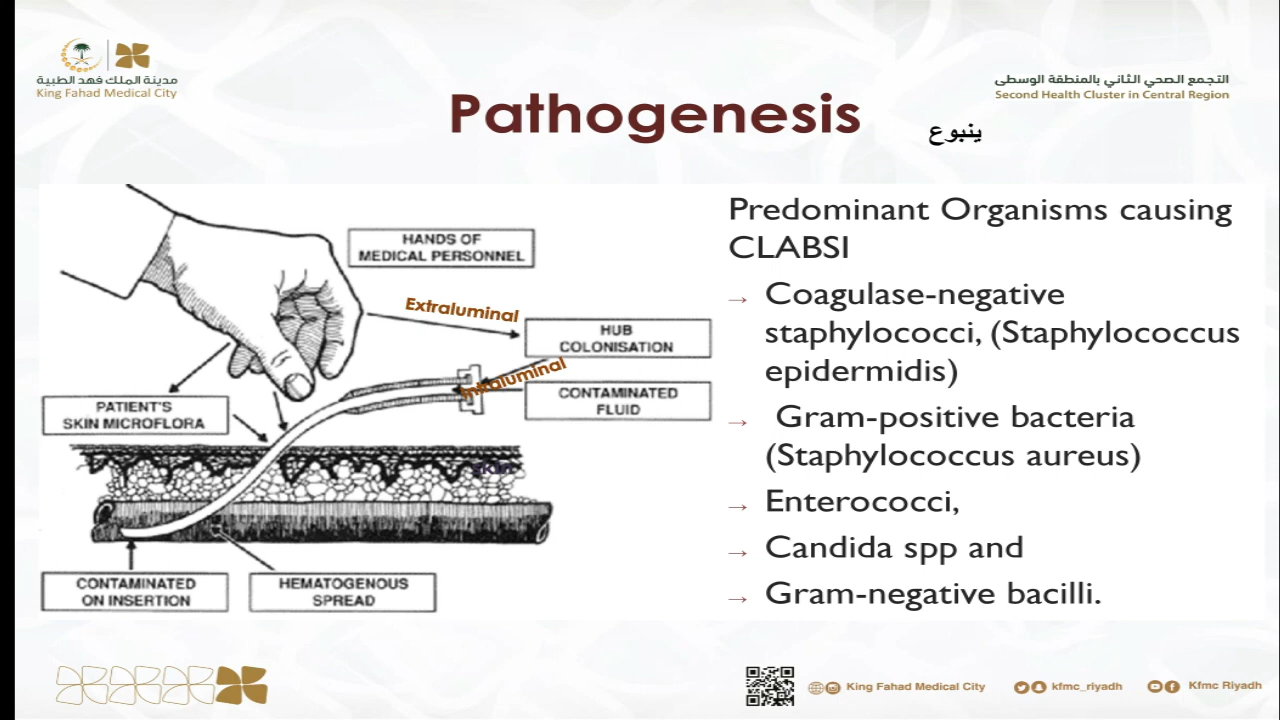 مدينة الملك فهد الطبية
King Fahad Medical City
التجمع الصحي الثاني بالمنطقة الوسطى
Second Health Cluster in Central Region
Pathogenesis
ينبوع
HANDS OF
MEDICAL PERSONNEL
Extraluminal
HUB
COLONISATION
Intraluminal
CONTAMINATED
FLUID
PATIENT'S
SKIN MICROFLORA
Skin
CONTAMINATED
ON INSERTION
HEMATOGENOUS
SPREAD
Predominant Organisms causing
CLABSI
→ Coagulase-negative
staphylococci, (Staphylococcus
epidermidis)
→ Gram-positive bacteria
(Staphylococcus aureus)
→ Enterococci,
→ Candida spp and
→ Gram-negative bacilli.
King Fahad Medical City
kfmc_riyadh
Kfmc Riyadh